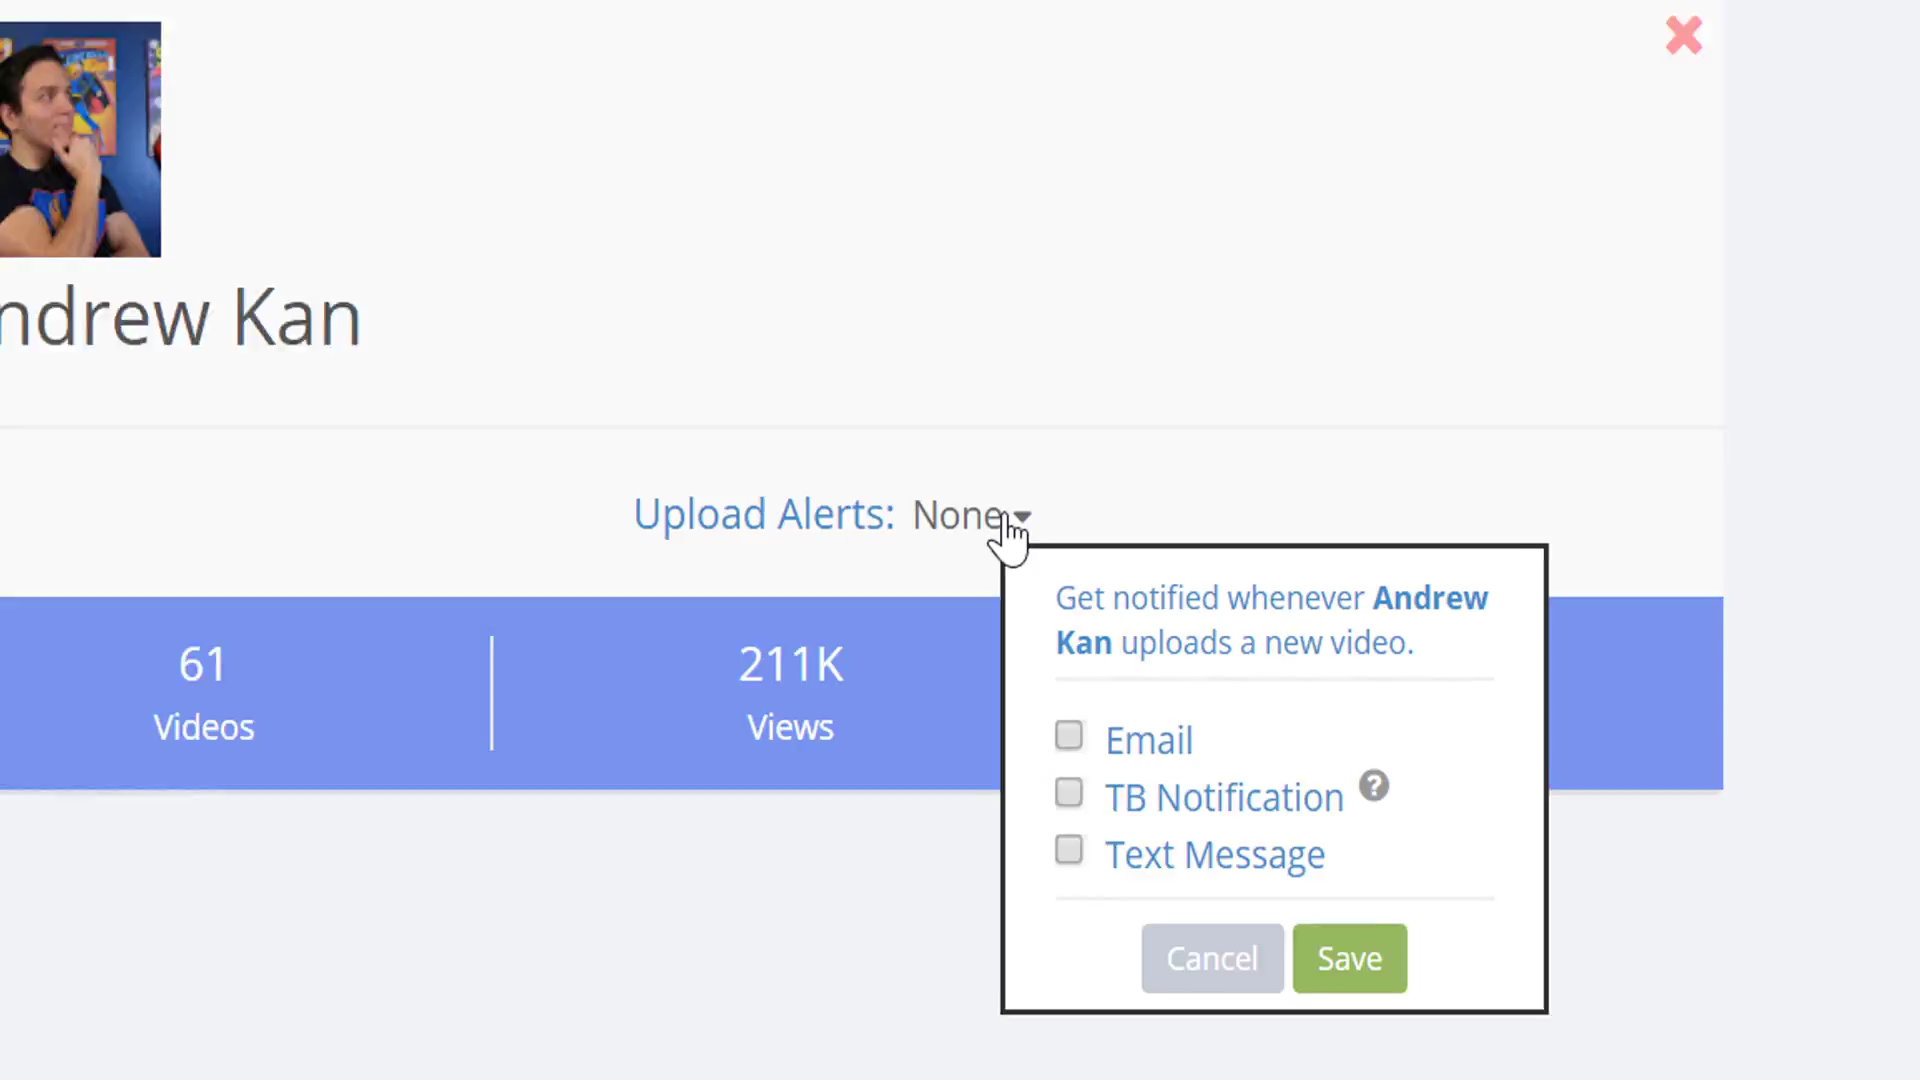 ndrew Kan
Upload Alerts: None
Get notified whenever Andrew
Kan uploads a new video.
61
Videos
211K
Views
Email
TB Notification ?
Text Message
Cancel Save